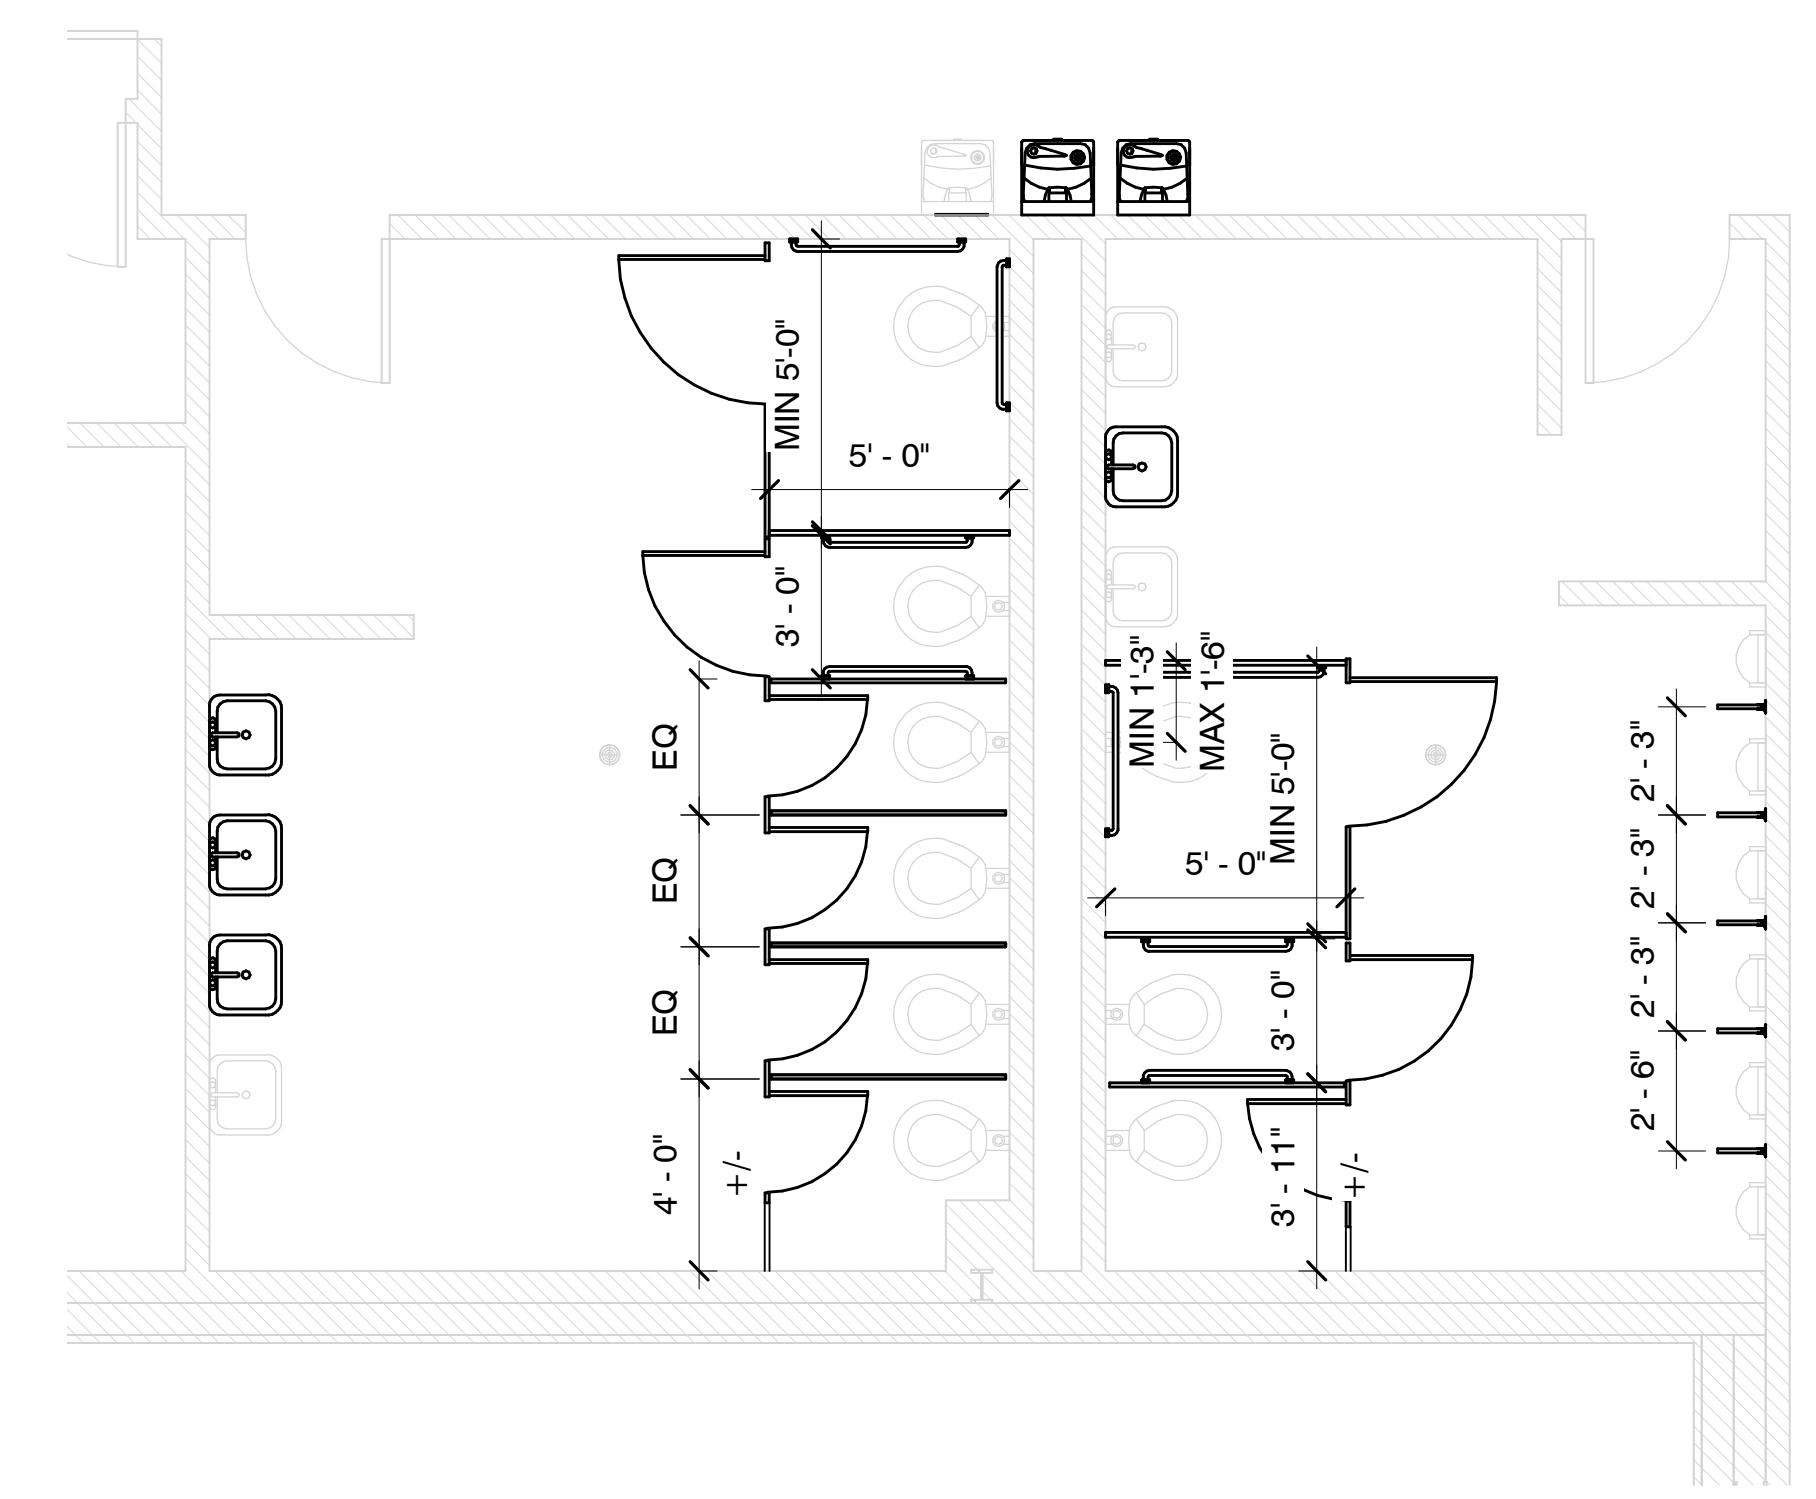 MIN 5'-0"
5' - 0"
3' - 0"
EQ
EQ
EQ
4' - 0"
+/-
MIN 1'-3"
MAX 1'-6"
MIN 5'-0"
5' - 0"
3' - 0"
3' - 11"
+/-
2' - 3"
2' - 3"
2' - 3"
2' - 6"